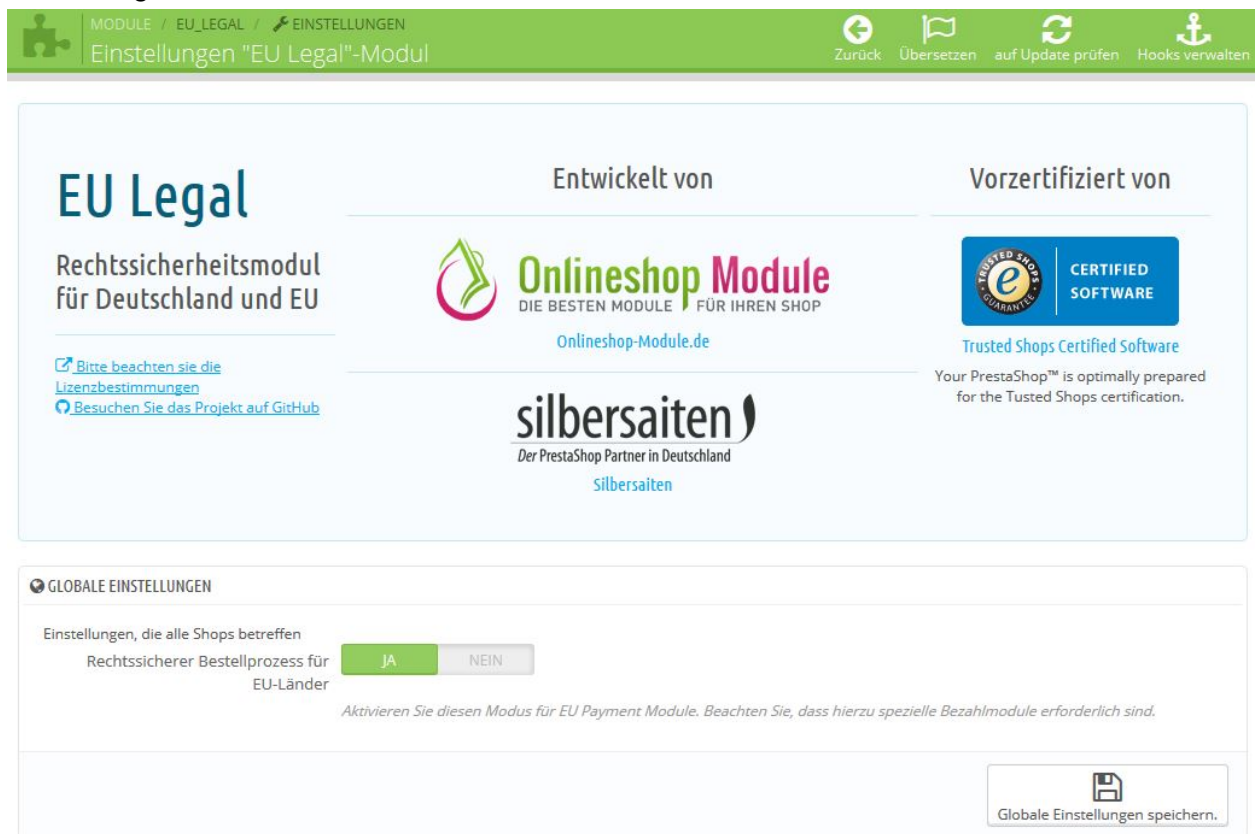 MODULE / EU_LEGAL / EINSTELLUNGEN
Einstellungen "EU Legal"-Modul
Zurück
Übersetzen
auf Update prüfen
Hooks verwalten
EU Legal
Rechtssicherheitsmodul
für Deutschland und EU
Bitte beachten sie die
Lizenzbestimmungen
Besuchen Sie das Projekt auf GitHub
Entwickelt von
Onlineshop Module
DIE BESTEN MODULE FÜR IHREN SHOP
Onlineshop-Module.de
silbersaiten
Der PrestaShop Partner in Deutschland
Silbersaiten
Vorzertifiziert von
TRUSTED SHOPS
e
GUARANTEE
CERTIFIED
SOFTWARE
Trusted Shops Certified Software
Your PrestaShop™ is optimally prepared
for the Tusted Shops certification.
GLOBALE EINSTELLUNGEN
Einstellungen, die alle Shops betreffen
Rechtssicherer Bestellprozess für
EU-Länder
JA
NEIN
Aktivieren Sie diesen Modus für EU Payment Module. Beachten Sie, dass hierzu spezielle Bezahlmodule erforderlich sind.
Globale Einstellungen speichern.